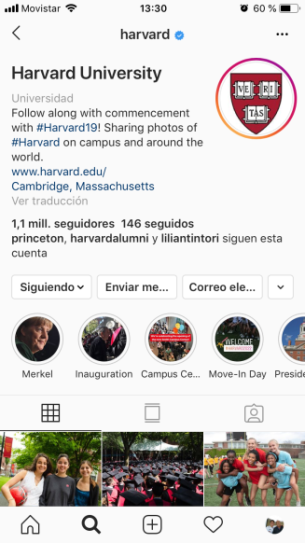 Movistar 13:30 60 %
harvard
Harvard University
VE RI
TAS
Universidad
Follow along with commencement
with #Harvard19! Sharing photos of
#Harvard on campus and around the
world.
www.harvard.edu/
Cambridge, Massachusetts
Ver traducción
1,1 mill. seguidores 146 seguidos
princeton, harvardalumni y liliantintori siguen esta
cuenta
Siguiendo Enviar me... Correo ele...
WELCOME
Merkel Inauguration Campus Ce... Move-In Day Preside